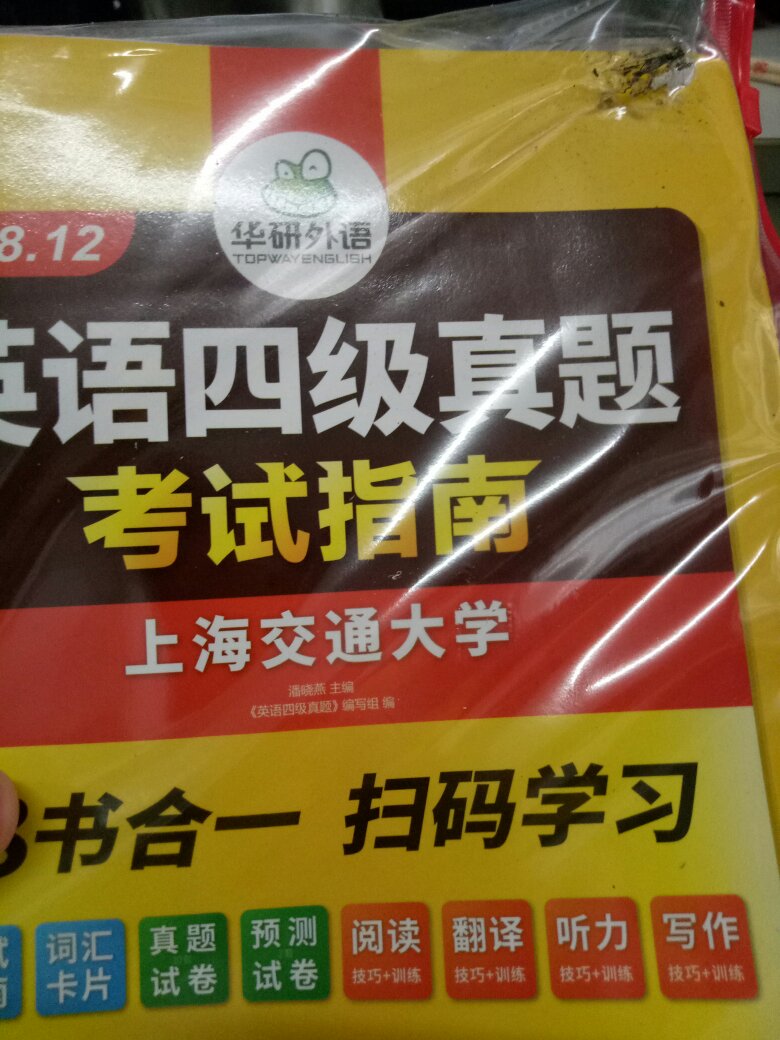 华研外语
TOPWAYENGLISH
8.12
英语四级真题
考试指南
上海交通大学
潘晓燕 主编
《英语四级真题》编写组 编
8书合一 扫码学习
词汇 真题 预测 阅读 翻译 听力 写作
卡片 试卷 试卷 技巧+训练 技巧+训练 技巧+训练 技巧+训练